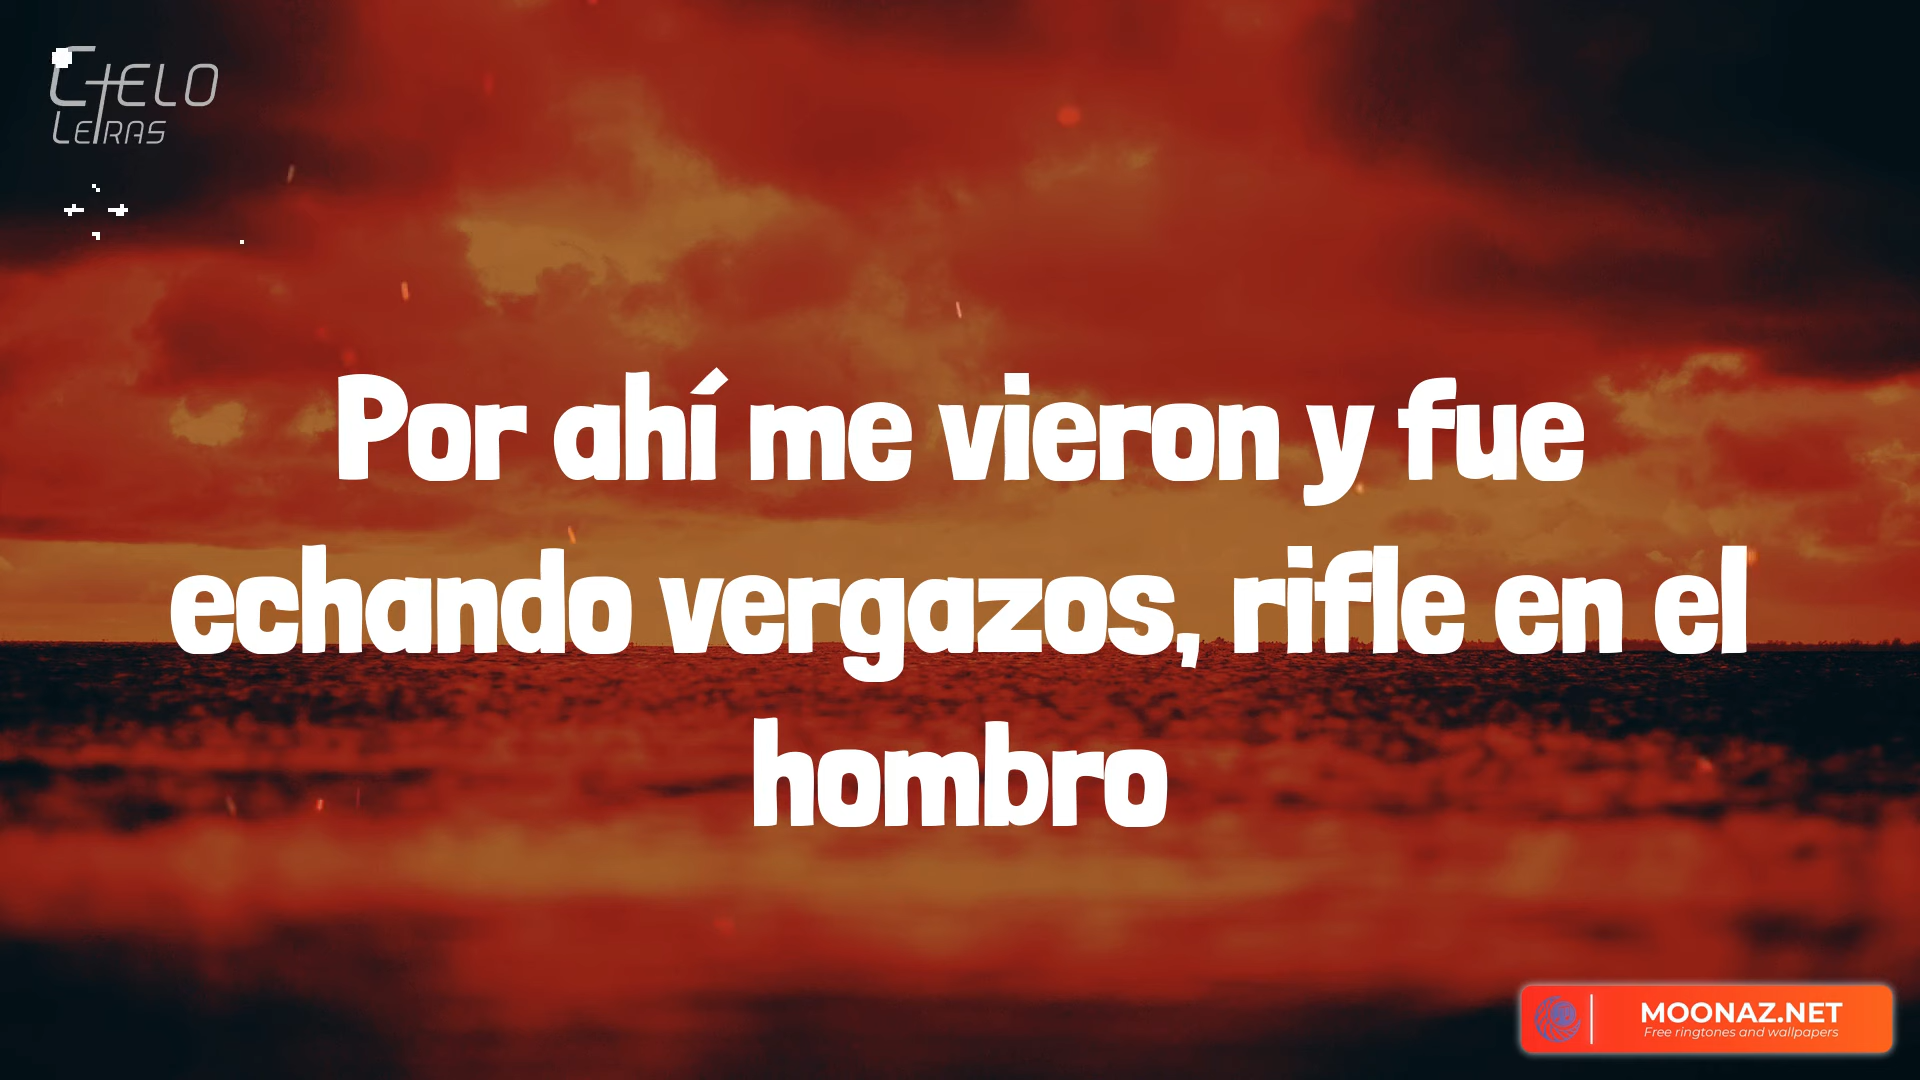 CIELO
LETRAS
Por ahí me vieron y fue
echando vergazos, rifle en el
hombro
MOONAZ.NET
Free ringtones and wallpapers